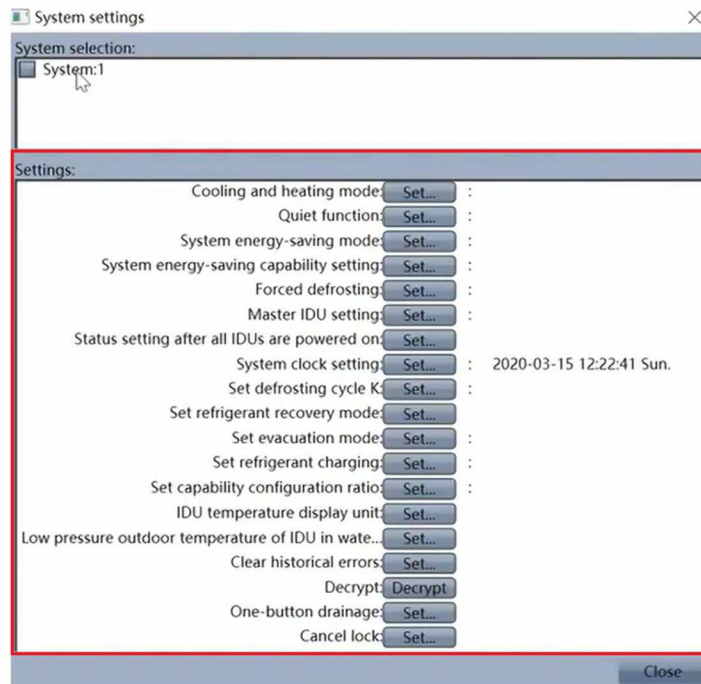 System settings
System selection:
System:1
Settings:
Cooling and heating mode: Set... :
Quiet function: Set... :
System energy-saving mode: Set... :
System energy-saving capability setting: Set... :
Forced defrosting: Set... :
Master IDU setting: Set... :
Status setting after all IDUs are powered on: Set...
System clock setting: Set... : 2020-03-15 12:22:41 Sun.
Set defrosting cycle K: Set... :
Set refrigerant recovery mode: Set...
Set evacuation mode: Set... :
Set refrigerant charging: Set... :
Set capability configuration ratio: Set... :
IDU temperature display unit: Set...
Low pressure outdoor temperature of IDU in wate... Set...
Clear historical errors: Set...
Decrypt: Decrypt
One-button drainage: Set...
Cancel lock: Set...
Close